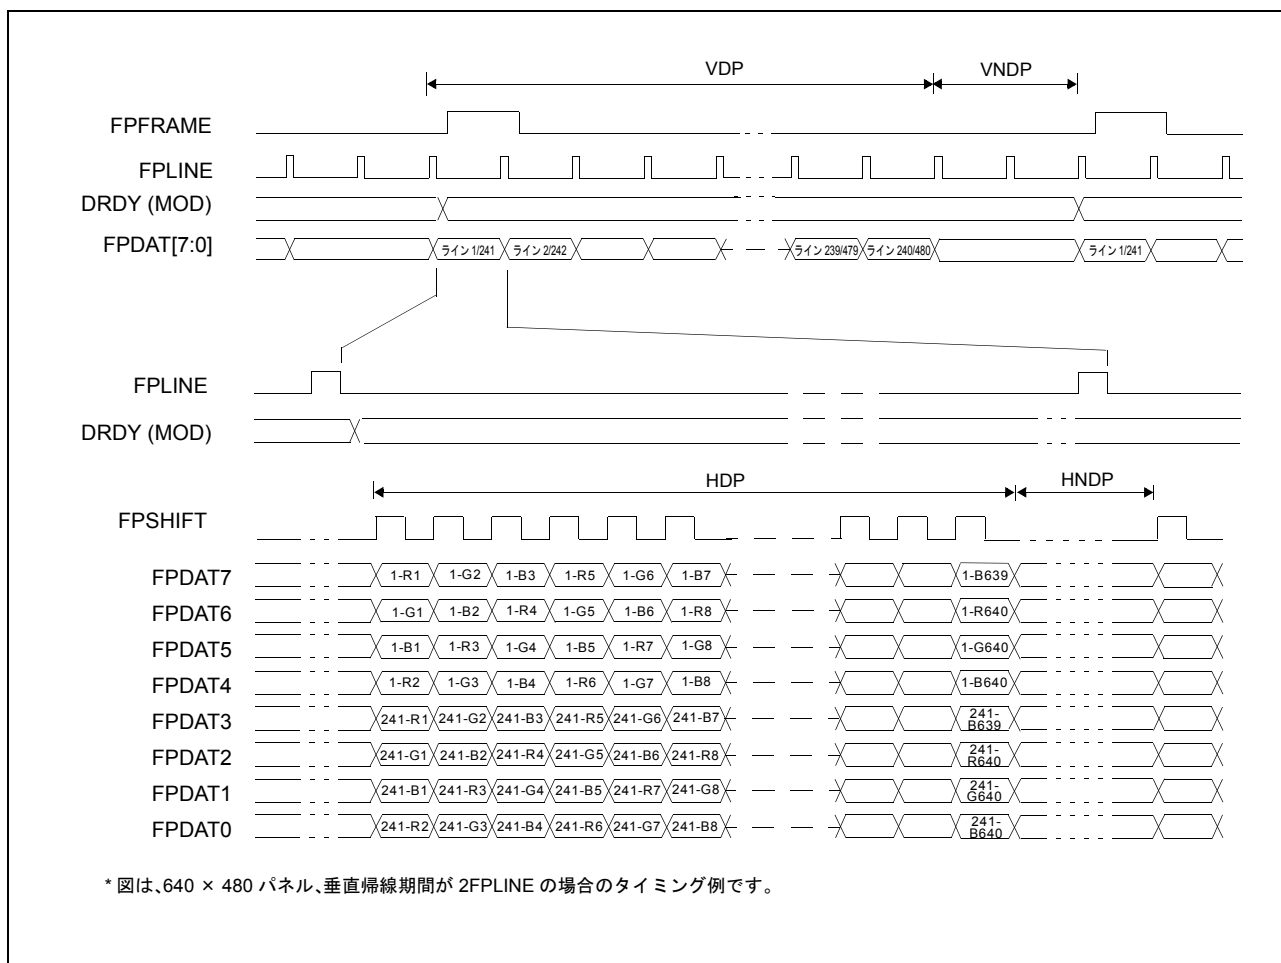 VDP VNDP
FPFRAME
FPLINE
DRDY (MOD)
FPDAT[7:0] ライン 1/241 ライン 2/242 ライン 239/479 ライン 240/480 ライン 1/241
FPLINE
DRDY (MOD)
HDP HNDP
FPSHIFT
FPDAT7 1-R1 1-G2 1-B3 1-R5 1-G6 1-B7 1-B639
FPDAT6 1-G1 1-B2 1-R4 1-G5 1-B6 1-R8 1-R640
FPDAT5 1-B1 1-R3 1-G4 1-B5 1-R7 1-G8 1-G640
FPDAT4 1-R2 1-G3 1-B4 1-R6 1-G7 1-B8 1-B640
FPDAT3 241-R1 241-G2 241-B3 241-R5 241-G6 241-B7 241-B639
FPDAT2 241-G1 241-B2 241-R4 241-G5 241-B6 241-R8 241-R640
FPDAT1 241-B1 241-R3 241-G4 241-B5 241-R7 241-G8 241-G640
FPDAT0 241-R2 241-G3 241-B4 241-R6 241-G7 241-B8 241-B640
* 図は、640 × 480 パネル、垂直帰線期間が 2FPLINE の場合のタイミング例です。